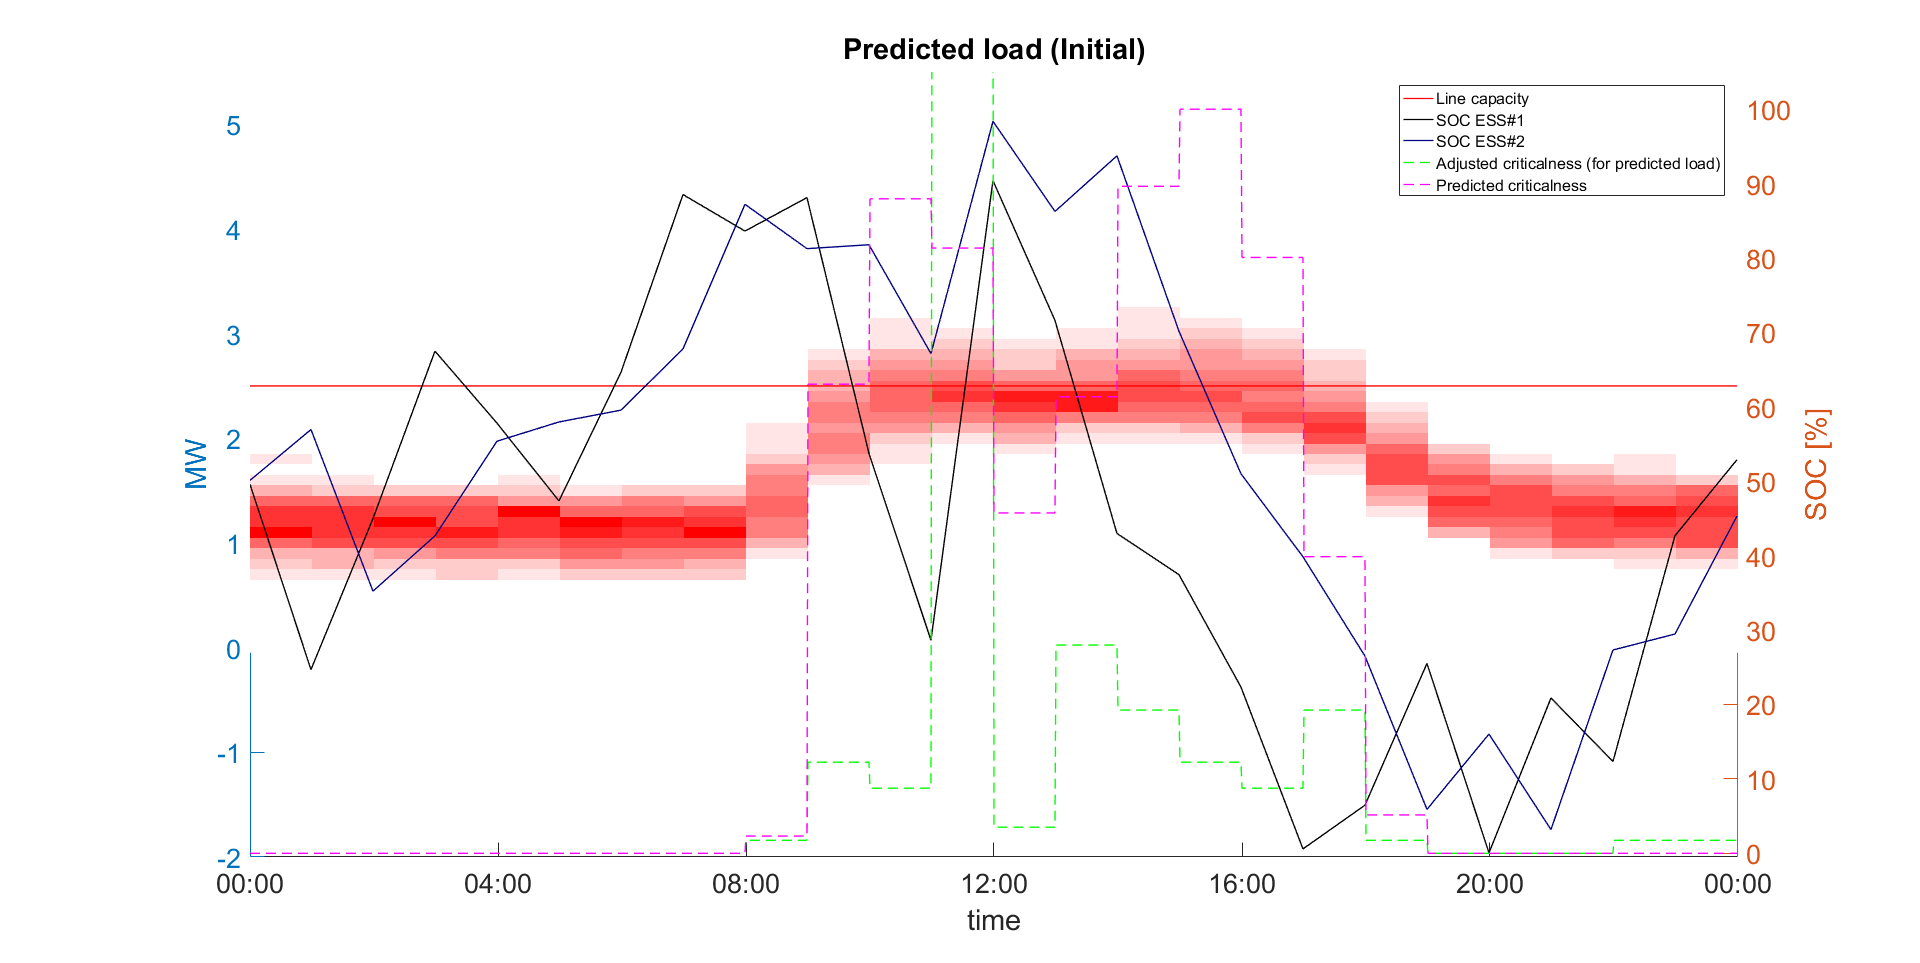 Predicted load (Initial)
Line capacity
SOC ESS#1
SOC ESS#2
Adjusted criticalness (for predicted load)
Predicted criticalness
5
4
3
2
1
0
-1
-2
MW
100
90
80
70
60
50
40
30
20
10
0
SOC [%]
00:00 04:00 08:00 12:00 16:00 20:00 00:00
time